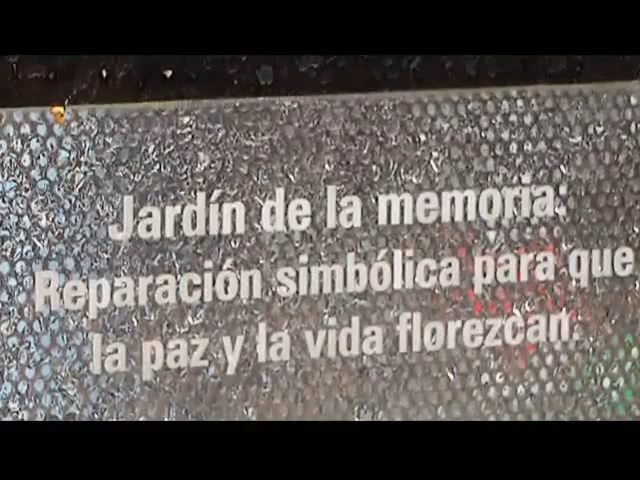 Jardín de la memoria:
Reparación simbólica para que
la paz y la vida florezcan.